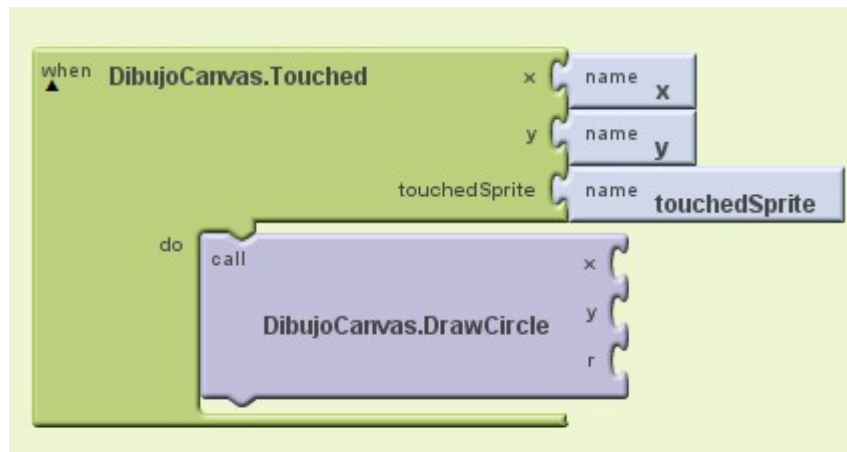 when DibujoCanvas.Touched x name x
y name y
touchedSprite name touchedSprite
do call x
DibujoCanvas.DrawCircle y
r